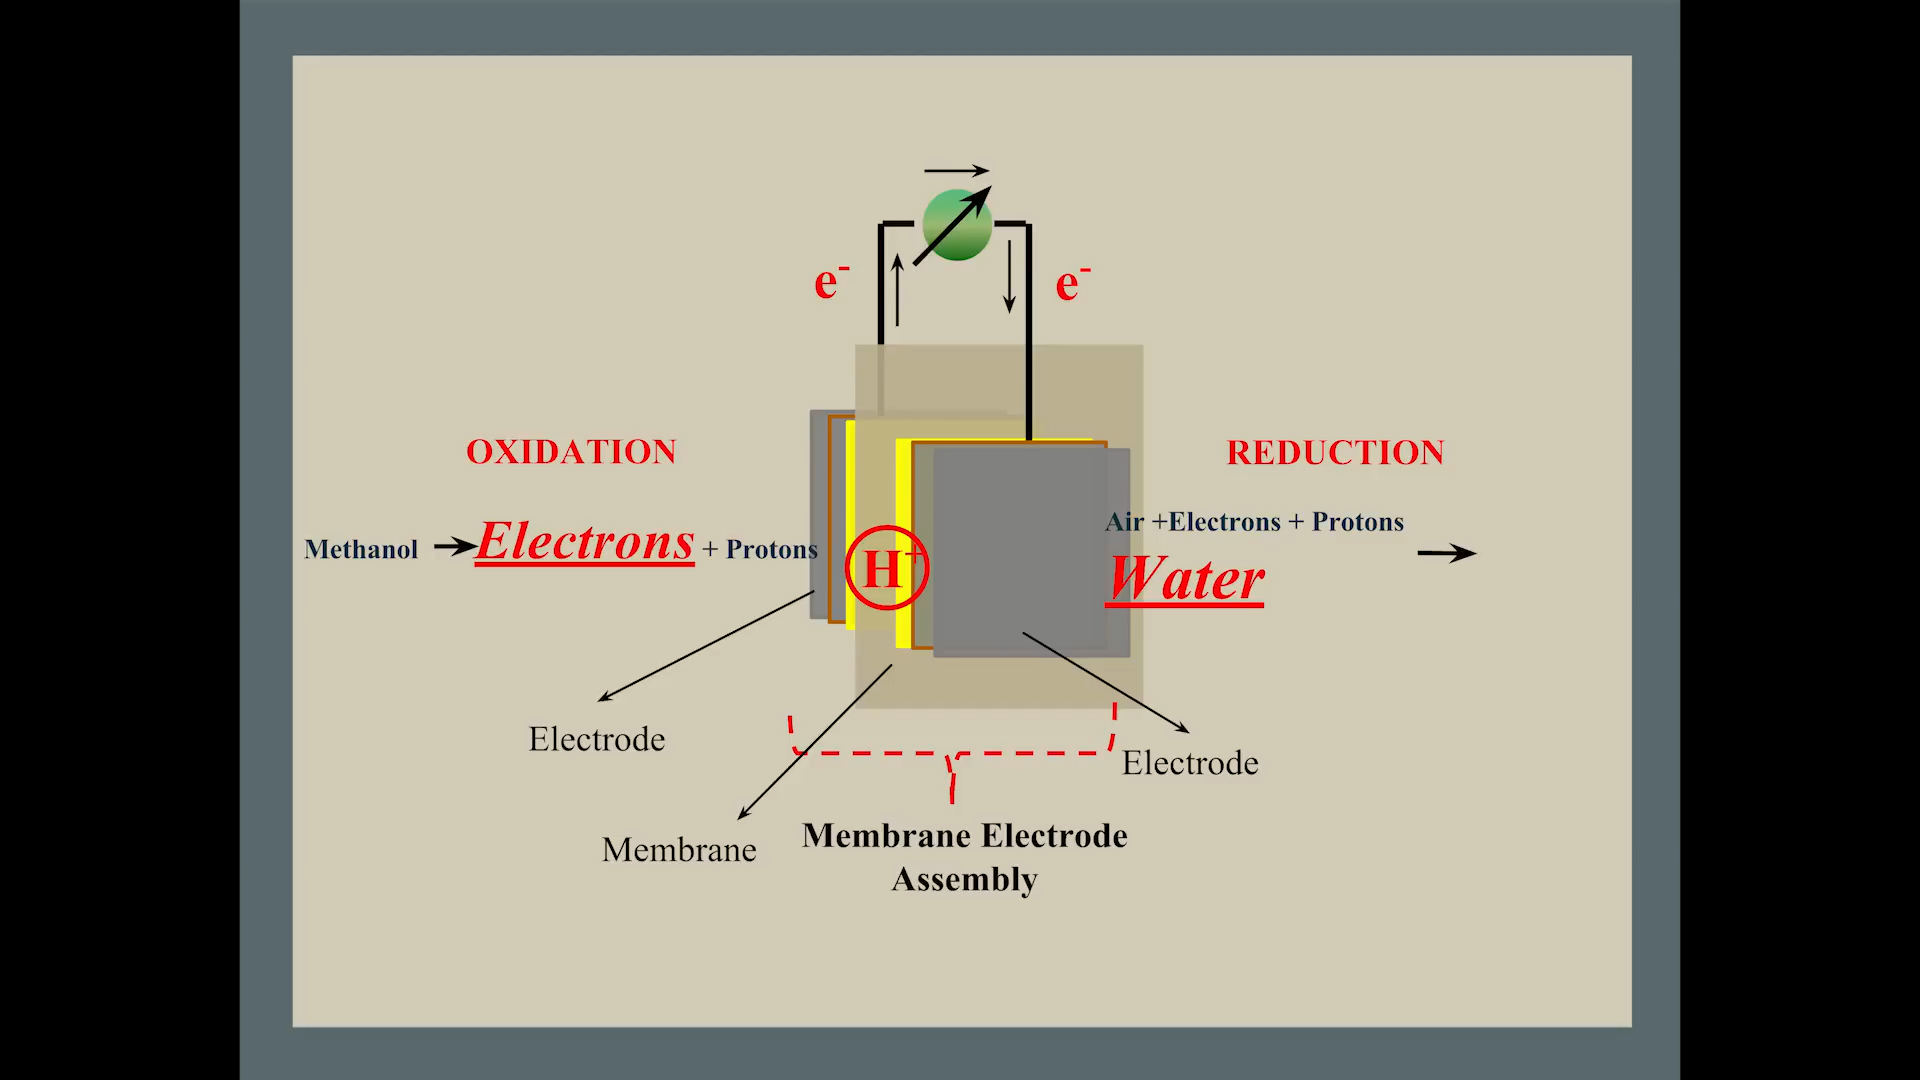 e-
e-
OXIDATION
REDUCTION
Methanol Electrons + Protons
H+
Air +Electrons + Protons
Water
Electrode
Electrode
Membrane
Membrane Electrode
Assembly